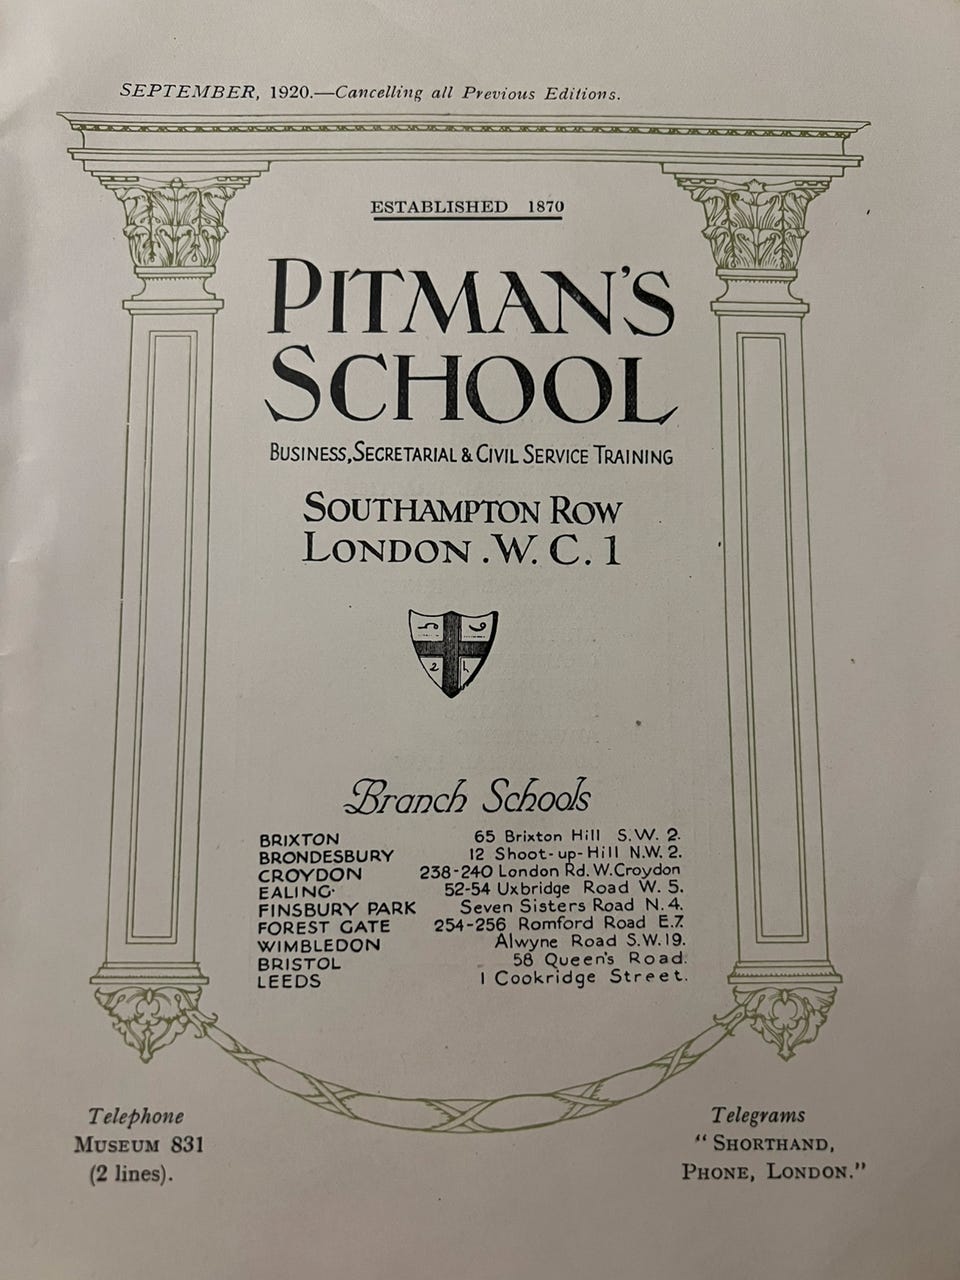 SEPTEMBER, 1920.—Cancelling all Previous Editions.
ESTABLISHED 1870
PITMAN'S
SCHOOL
BUSINESS, SECRETARIAL & CIVIL SERVICE TRAINING
SOUTHAMPTON ROW
LONDON . W. C. 1
Branch Schools
BRIXTON 65 Brixton Hill S.W. 2.
BRONDESBURY 12 Shoot-up-Hill N.W. 2.
CROYDON 238-240 London Rd. W.Croydon
EALING· 52-54 Uxbridge Road W. 5.
FINSBURY PARK Seven Sisters Road N.4.
FOREST GATE 254-256 Romford Road E.7.
WIMBLEDON Alwyne Road S.W.19.
BRISTOL 58 Queen's Road.
LEEDS 1 Cookridge Street.
Telephone
MUSEUM 831
(2 lines).
Telegrams
"SHORTHAND,
PHONE, LONDON."